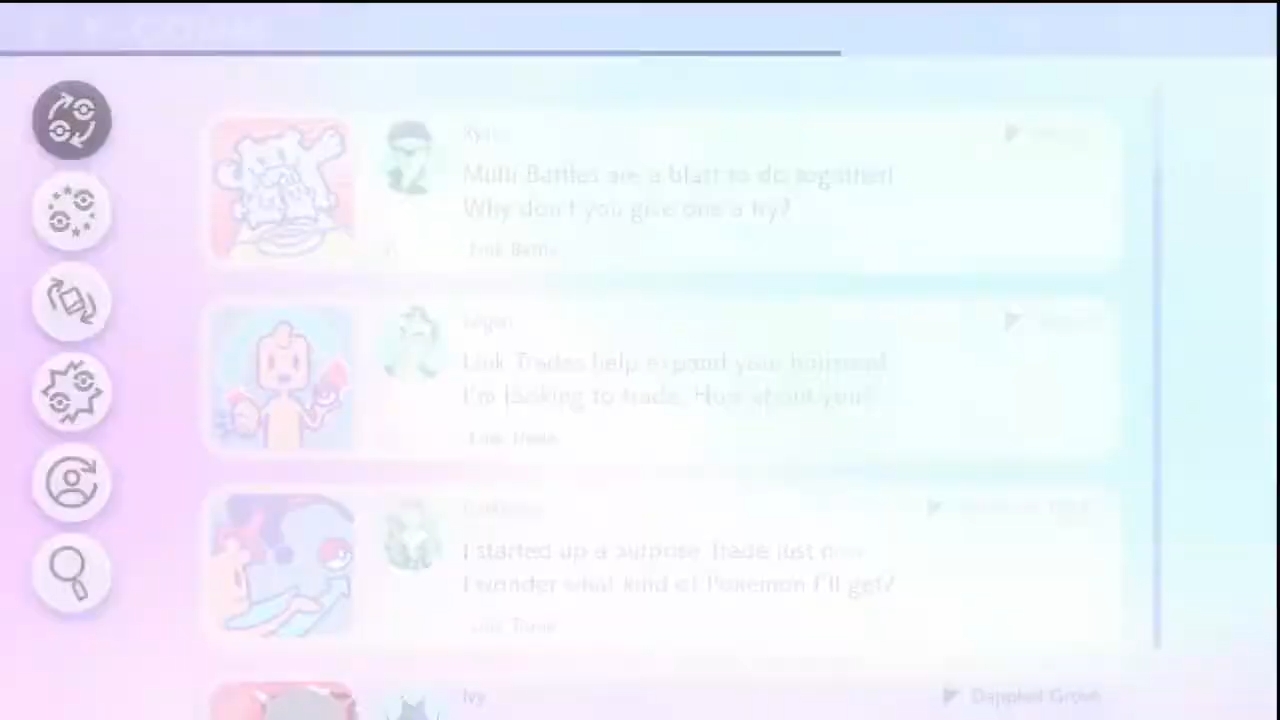 Multi Battles are a blast to do together!
Why don't you give one a try?
Link Battle
Link Trades help expand your horizons!
I'm looking to trade. How about you?
Link Trade
I started up a Surprise Trade just now.
I wonder what kind of Pokémon I'll get?
Link Trade
Ivy
Dappled Grove